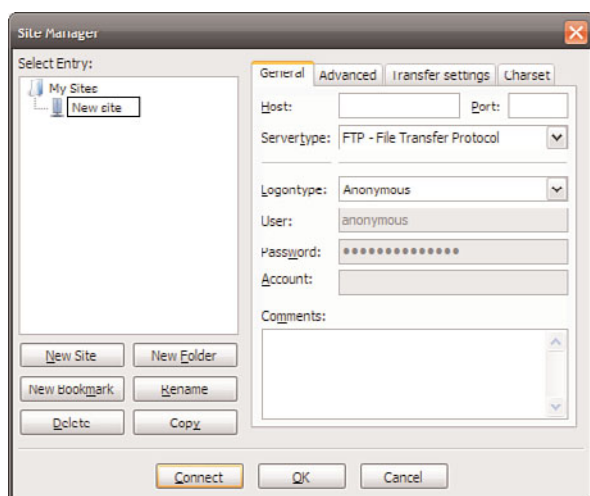 Site Manager
Select Entry:
My Sites
New site
New Site
New Folder
New Bookmark
Rename
Delete
Copy
General
Advanced
Transfer settings
Charset
Host:
Port:
Servertype:
FTP - File Transfer Protocol
Logontype:
Anonymous
User:
anonymous
Password:
●●●●●●●●●●●●●●
Account:
Comments:
Connect
OK
Cancel